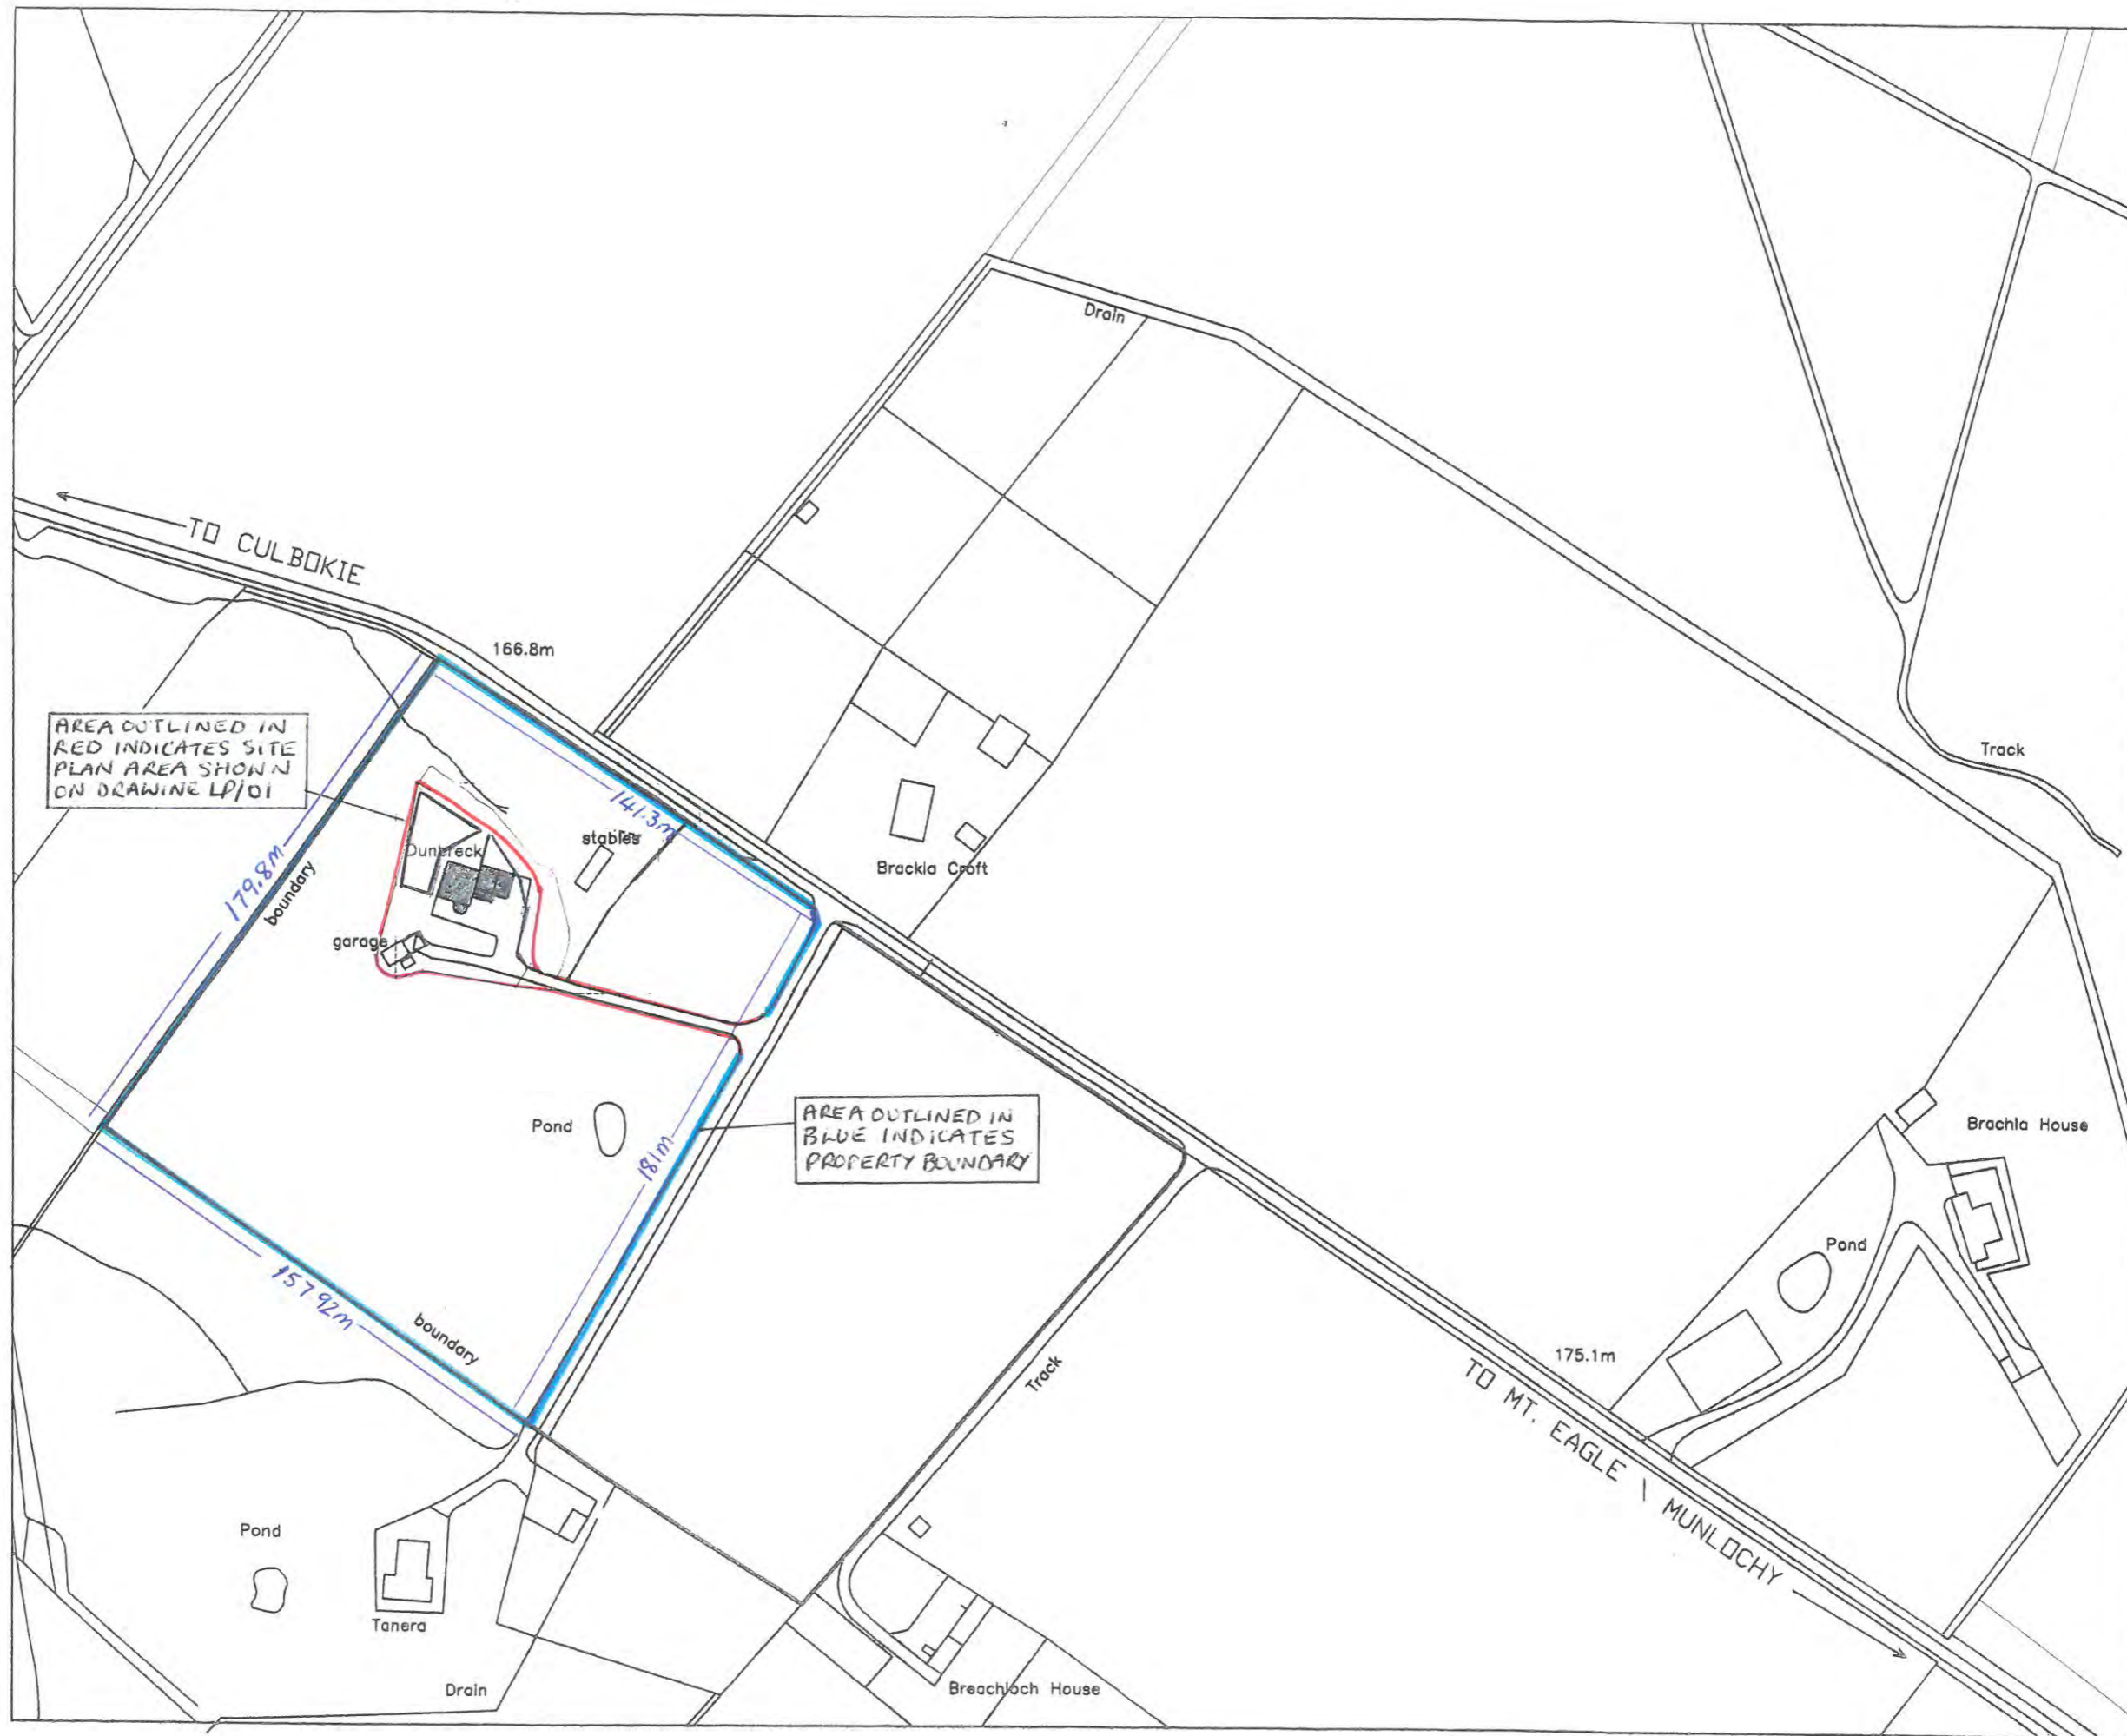 Drain
TO CULBOKIE
166.8m
AREA OUTLINED IN
RED INDICATES SITE
PLAN AREA SHOWN
ON DRAWINE LP/01
Track
141.3m
stables
Dunbreck
Brackla Croft
179.8M
boundary
garage
Pond
AREA OUTLINED IN
BLUE INDICATES
PROPERTY BOUNDARY
Brachla House
181m
Pond
157.92m
boundary
175.1m
Track
TO MT. EAGLE \ MUNLOCHY
Pond
Tanera
Drain
Breachloch House